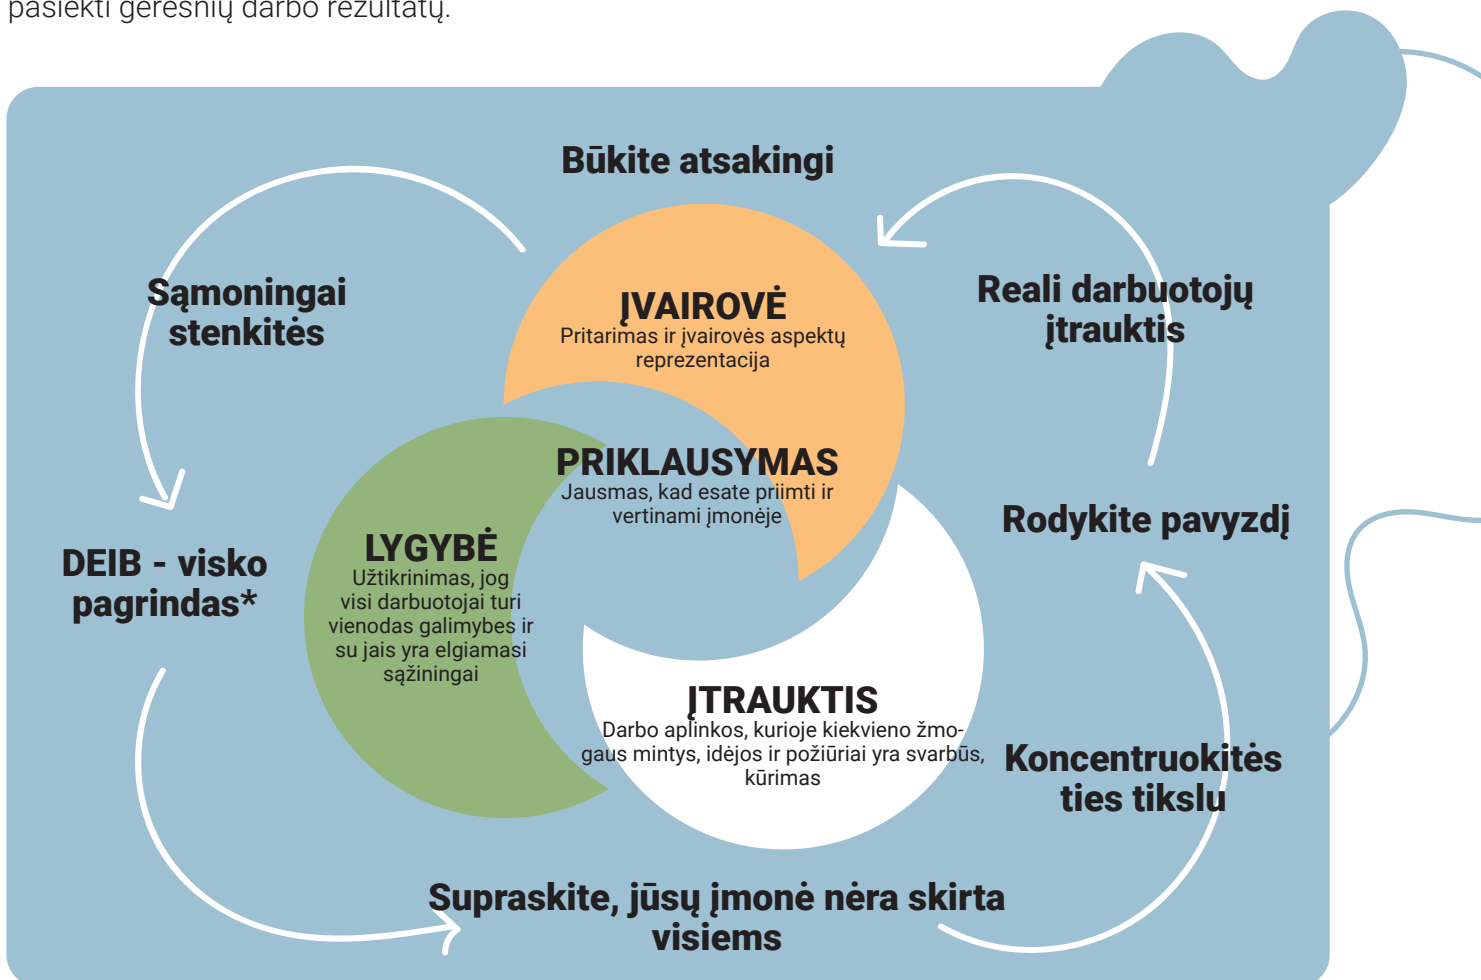 pasiekti geresnių darbo rezultatų.
Būkite atsakingi
Sąmoningai
stenkitės
Reali darbuotojų
įtrauktis
ĮVAIROVĖ
Pritarimas ir įvairovės aspektų
reprezentacija
PRIKLAUSYMAS
Jausmas, kad esate priimti ir
vertinami įmonėje
Rodykite pavyzdį
DEIB - visko
pagrindas*
LYGYBĖ
Užtikrinimas, jog
visi darbuotojai turi
vienodas galimybes ir
su jais yra elgiamasi
sąžiningai
ĮTRAUKTIS
Darbo aplinkos, kurioje kiekvieno žmo-
gaus mintys, idėjos ir požiūriai yra svarbūs,
kūrimas
Koncentruokitės
ties tikslu
Supraskite, jūsų įmonė nėra skirta
visiems